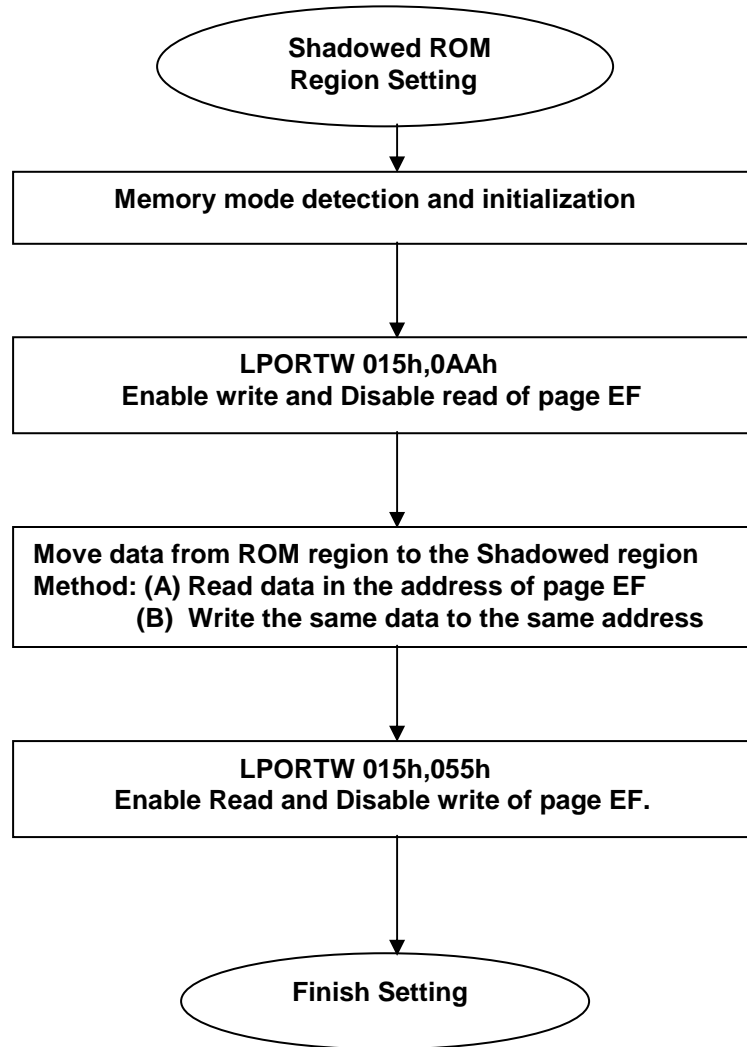 Shadowed ROM
Region Setting
Memory mode detection and initialization
LPORTW 015h,0AAh
Enable write and Disable read of page EF
Move data from ROM region to the Shadowed region
Method: (A) Read data in the address of page EF
(B) Write the same data to the same address
LPORTW 015h,055h
Enable Read and Disable write of page EF.
Finish Setting